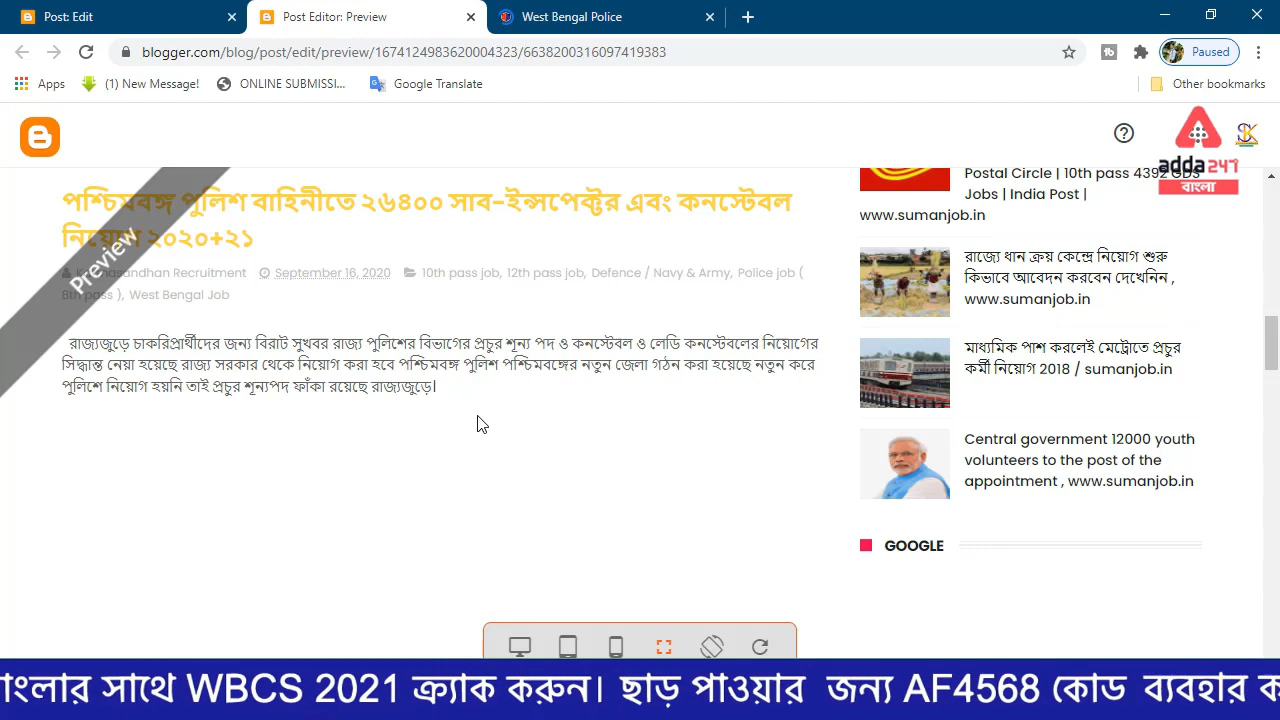 Post: Edit
Post Editor: Preview
West Bengal Police
blogger.com/blog/post/edit/preview/1674124983620004323/6638200316097419383
Paused
Apps
(1) New Message!
ONLINE SUBMISSI...
Google Translate
Other bookmarks
adda247
বাংলা
Preview
পশ্চিমবঙ্গ পুলিশ বাহিনীতে ২৬৪০০ সাব-ইন্সপেক্টর এবং কনস্টেবল
নিয়োগ ২০২০+২১
Karmasandhan Recruitment September 16, 2020 10th pass job, 12th pass job, Defence / Navy & Army, Police job (
8th pass ), West Bengal Job
রাজ্যজুড়ে চাকরিপ্রার্থীদের জন্য বিরাট সুখবর রাজ্য পুলিশের বিভাগের প্রচুর শূন্য পদ ও কনস্টেবল ও লেডি কনস্টেবলের নিয়োগের
সিদ্ধান্ত নেয়া হয়েছে রাজ্য সরকার থেকে নিয়োগ করা হবে পশ্চিমবঙ্গ পুলিশ পশ্চিমবঙ্গের নতুন জেলা গঠন করা হয়েছে নতুন করে
পুলিশে নিয়োগ হয়নি তাই প্রচুর শূন্যপদ ফাঁকা রয়েছে রাজ্যজুড়ে।
Postal Circle | 10th pass 4392 GDS
Jobs | India Post |
www.sumanjob.in
রাজ্যে ধান ক্রয় কেন্দ্রে নিয়োগ শুরু
কিভাবে আবেদন করবেন দেখেনিন ,
www.sumanjob.in
মাধ্যমিক পাশ করলেই মেট্রোতে প্রচুর
কর্মী নিয়োগ 2018 / sumanjob.in
Central government 12000 youth
volunteers to the post of the
appointment , www.sumanjob.in
GOOGLE
বাংলার সাথে WBCS 2021 ক্র্যাক করুন। ছাড় পাওয়ার জন্য AF4568 কোড ব্যবহার